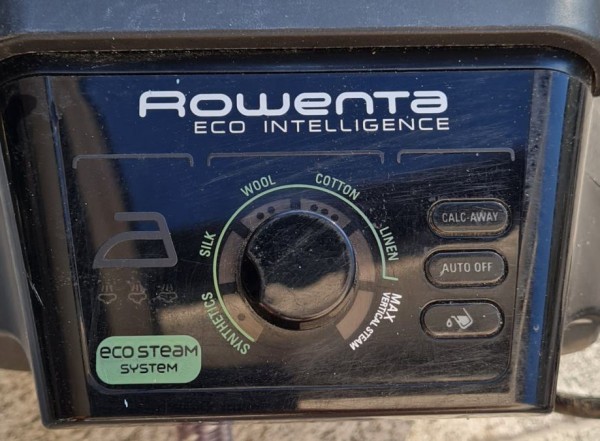 Rowenta
ECO INTELLIGENCE
WOOL
COTTON
SILK
LINEN
SYNTHETICS
MAX
VERTICAL STEAM
CALC-AWAY
AUTO OFF
eco STEAM
SYSTEM